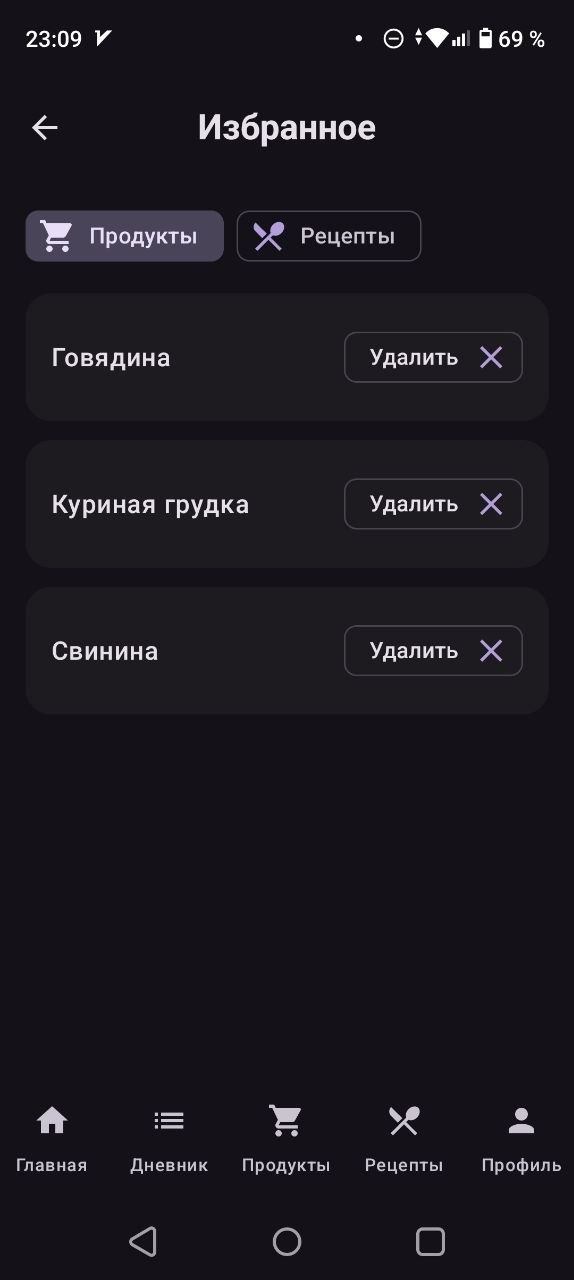 23:09 69 %
Избранное
Продукты Рецепты
Говядина Удалить
Куриная грудка Удалить
Свинина Удалить
Главная Дневник Продукты Рецепты Профиль